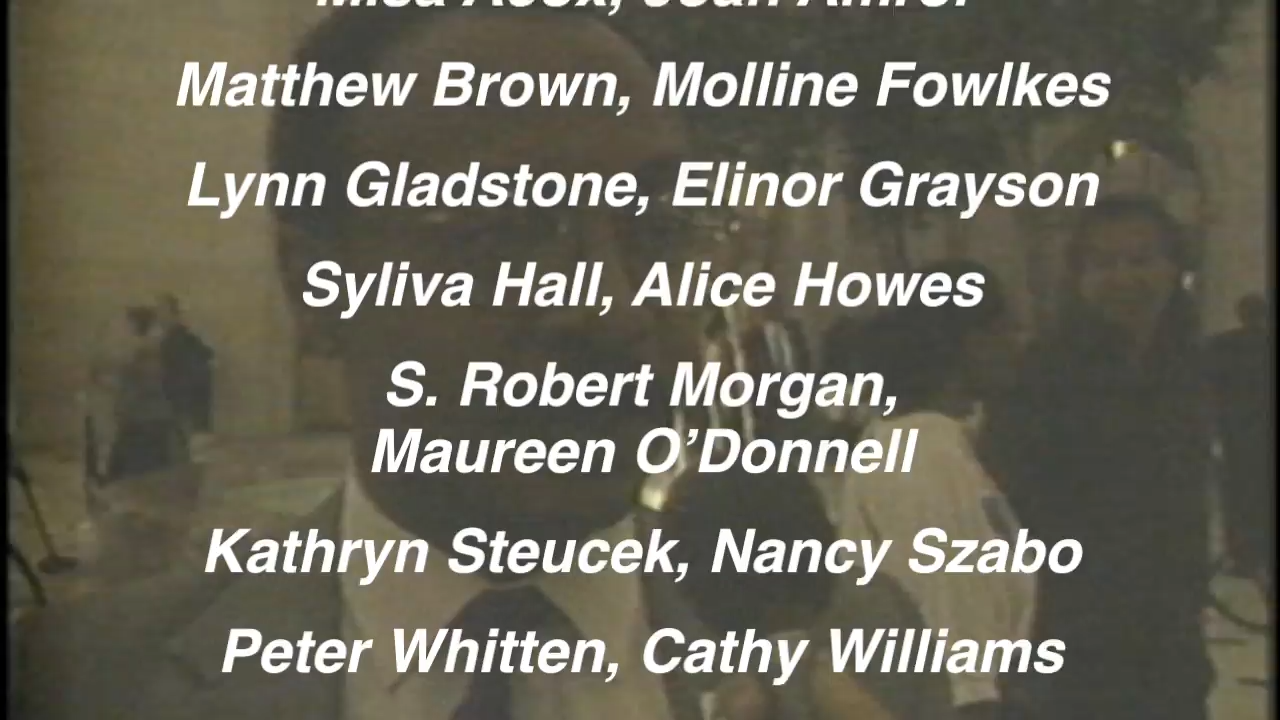 Matthew Brown, Molline Fowlkes
Lynn Gladstone, Elinor Grayson
Syliva Hall, Alice Howes
S. Robert Morgan,
Maureen O’Donnell
Kathryn Steucek, Nancy Szabo
Peter Whitten, Cathy Williams